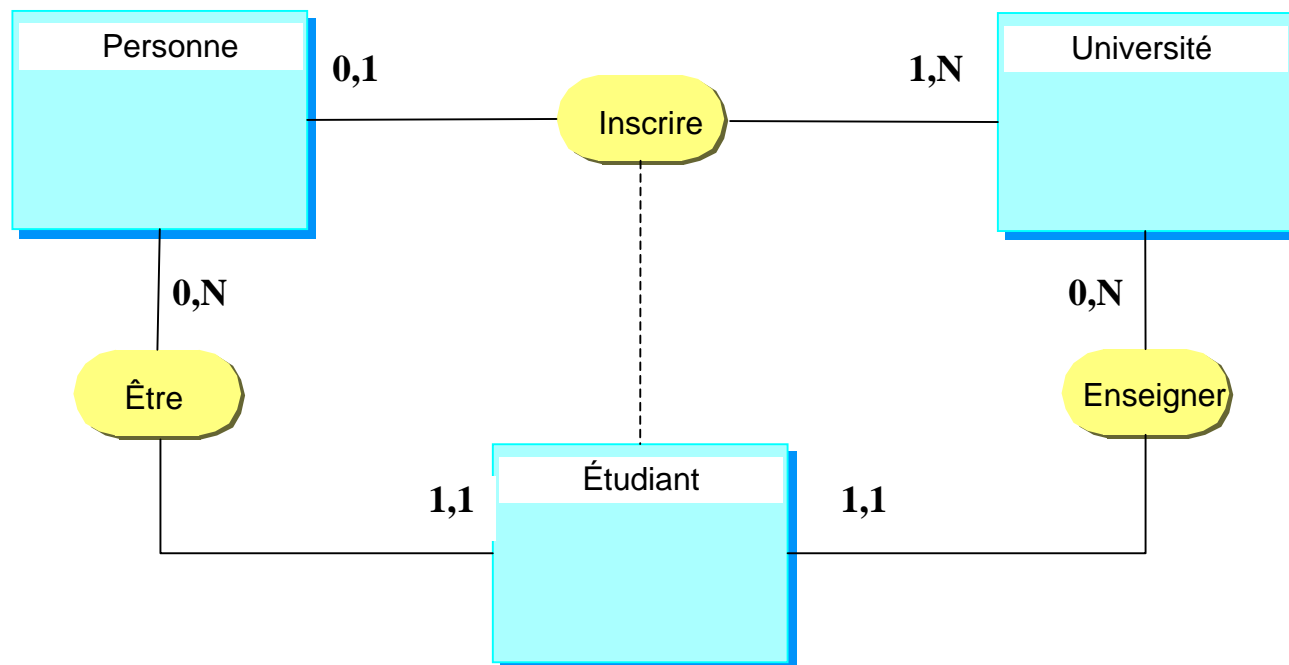 Personne
Université
0,1
1,N
Inscrire
0,N
0,N
Être
Enseigner
Étudiant
1,1
1,1